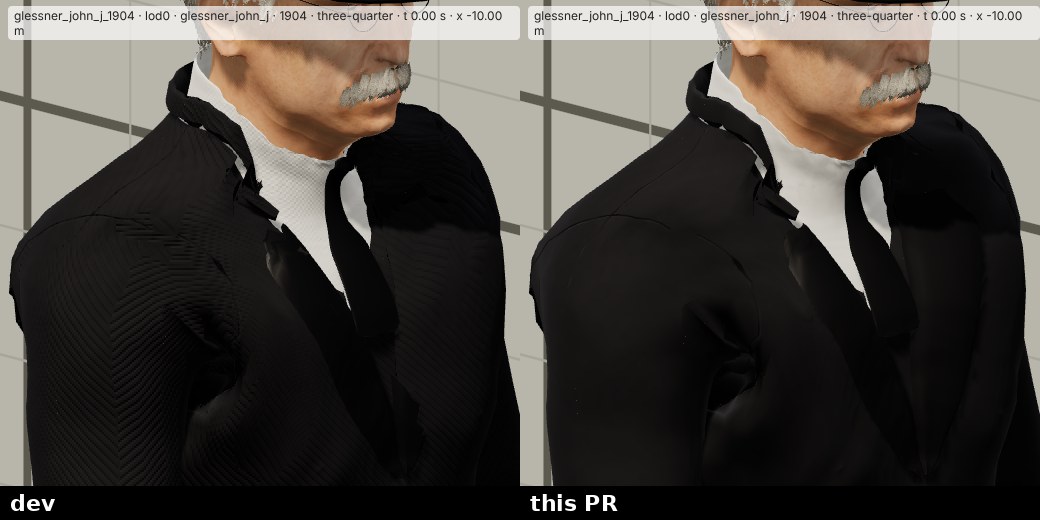 glessner_john_j_1904 · lod0 · glessner_john_j · 1904 · three-quarter · t 0.00 s · x -10.00
m
glessner_john_j_1904 · lod0 · glessner_john_j · 1904 · three-quarter · t 0.00 s · x -10.00
m
dev
this PR